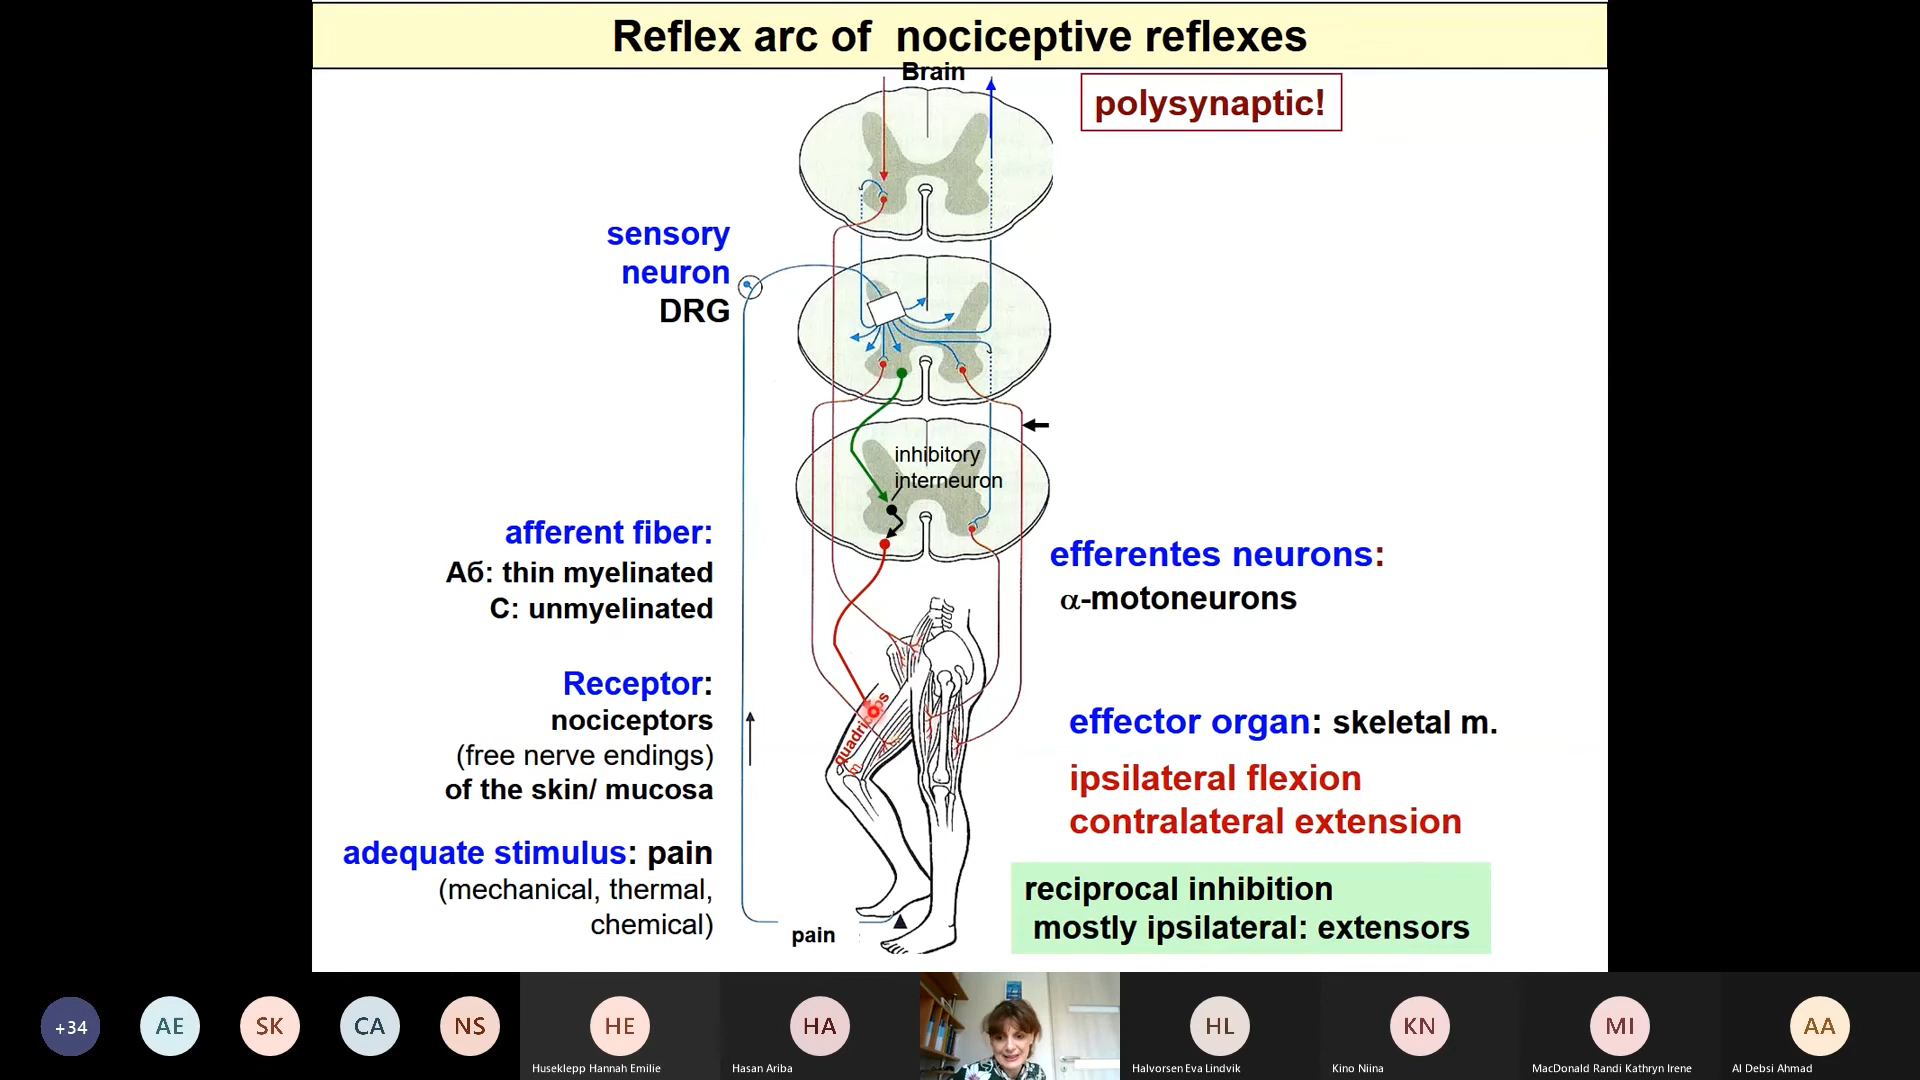 Reflex arc of nociceptive reflexes
Brain
polysynaptic!
sensory
neuron
DRG
inhibitory
interneuron
afferent fiber:
Aδ: thin myelinated
C: unmyelinated
efferentes neurons:
α-motoneurons
Receptor:
nociceptors
(free nerve endings)
of the skin/ mucosa
effector organ: skeletal m.
ipsilateral flexion
contralateral extension
adequate stimulus: pain
(mechanical, thermal,
chemical)
pain
reciprocal inhibition
mostly ipsilateral: extensors
+34
AE
SK
CA
NS
HE
HA
HL
KN
MI
AA
Huseklepp Hannah Emilie
Hasan Ariba
Halvorsen Eva Lindvik
Kino Niina
MacDonald Randi Kathryn Irene
Al Debsi Ahmad